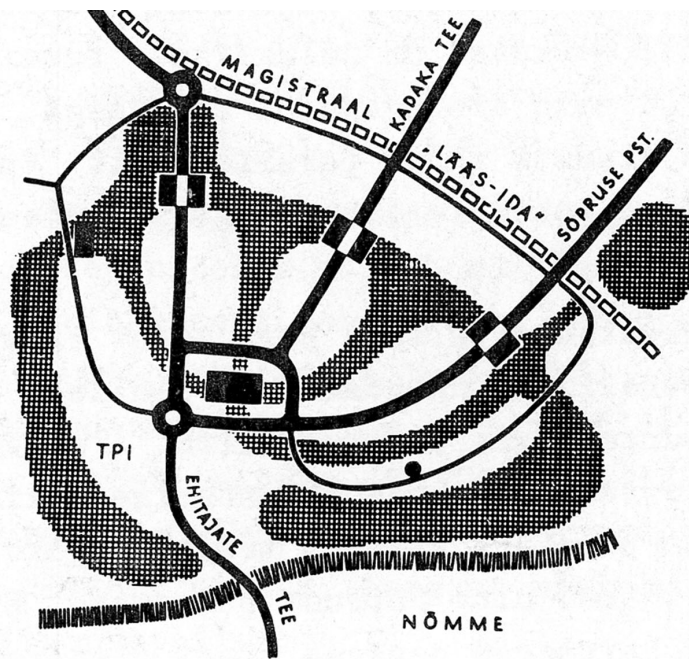 MAGISTRAAL
„LÄÄS-IDA“
KADAKA TEE
SÕPRUSE PST.
TPI
EHITAJATE
TEE
NÕMME